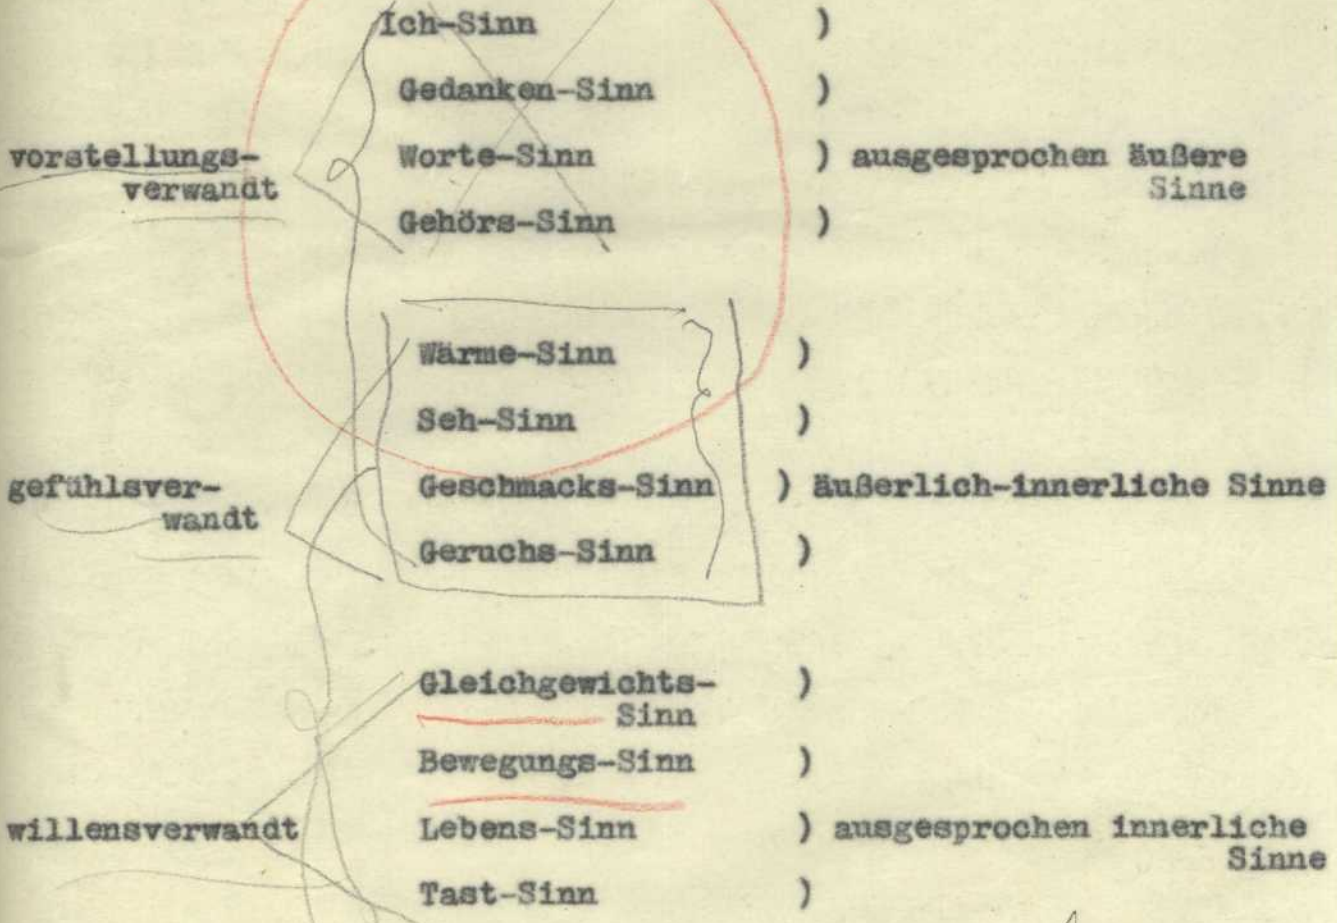 Ich-Sinn )
Gedanken-Sinn )
vorstellungs- Worte-Sinn ) ausgesprochen äußere
verwandt Sinne
Gehörs-Sinn )
Wärme-Sinn )
Seh-Sinn )
gefühlsver- Geschmacks-Sinn ) äußerlich-innerliche Sinne
wandt
Geruchs-Sinn )
Gleichgewichts- )
Sinn
Bewegungs-Sinn )
willensverwandt Lebens-Sinn ) ausgesprochen innerliche
Sinne
Tast-Sinn )